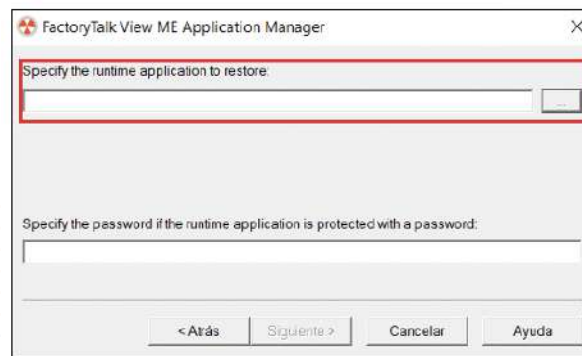 FactoryTalk View ME Application Manager
Specify the runtime application to restore:
...
Specify the password if the runtime application is protected with a password:
< Atrás Siguiente > Cancelar Ayuda